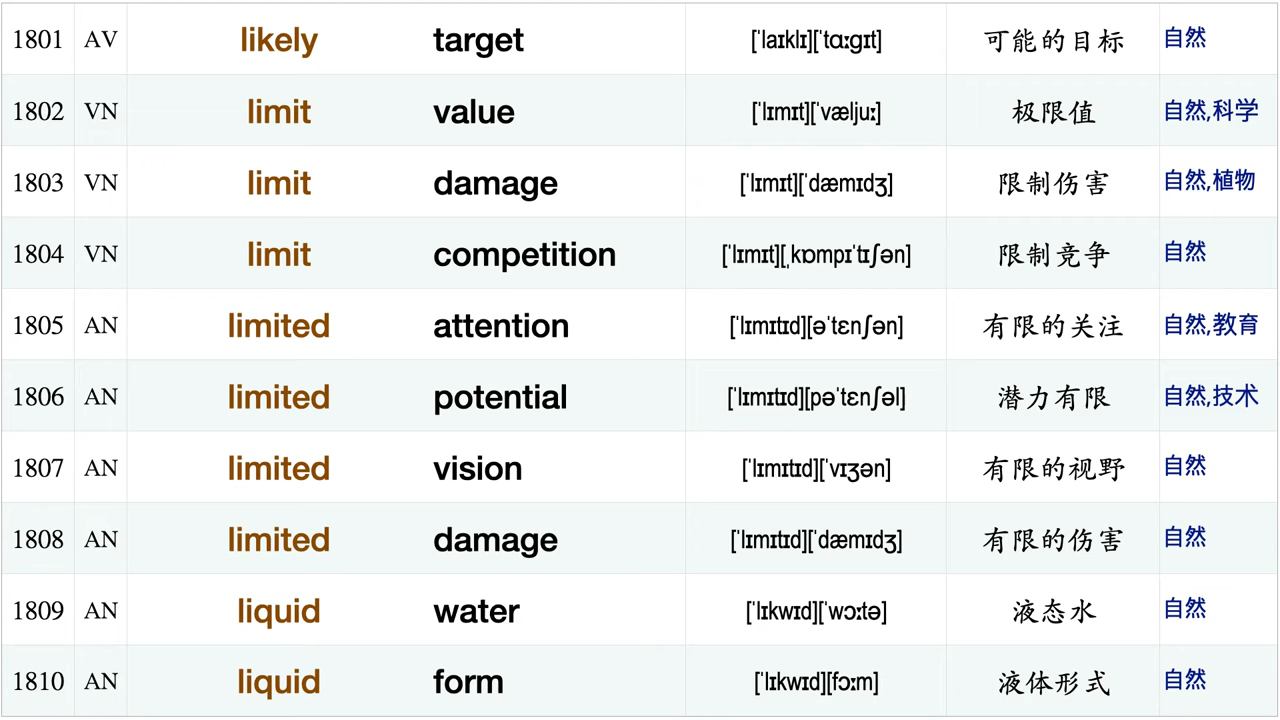 1801 AV likely target [ˈlaɪklɪ][ˈtɑːgɪt] 可能的目标 自然
1802 VN limit value [ˈlɪmɪt][ˈvæljuː] 极限值 自然,科学
1803 VN limit damage [ˈlɪmɪt][ˈdæmɪdʒ] 限制伤害 自然,植物
1804 VN limit competition [ˈlɪmɪt][ˌkɒmpɪˈtɪʃən] 限制竞争 自然
1805 AN limited attention [ˈlɪmɪtɪd][əˈtɛnʃən] 有限的关注 自然,教育
1806 AN limited potential [ˈlɪmɪtɪd][pəˈtɛnʃəl] 潜力有限 自然,技术
1807 AN limited vision [ˈlɪmɪtɪd][ˈvɪʒən] 有限的视野 自然
1808 AN limited damage [ˈlɪmɪtɪd][ˈdæmɪdʒ] 有限的伤害 自然
1809 AN liquid water [ˈlɪkwɪd][ˈwɔːtə] 液态水 自然
1810 AN liquid form [ˈlɪkwɪd][fɔːm] 液体形式 自然